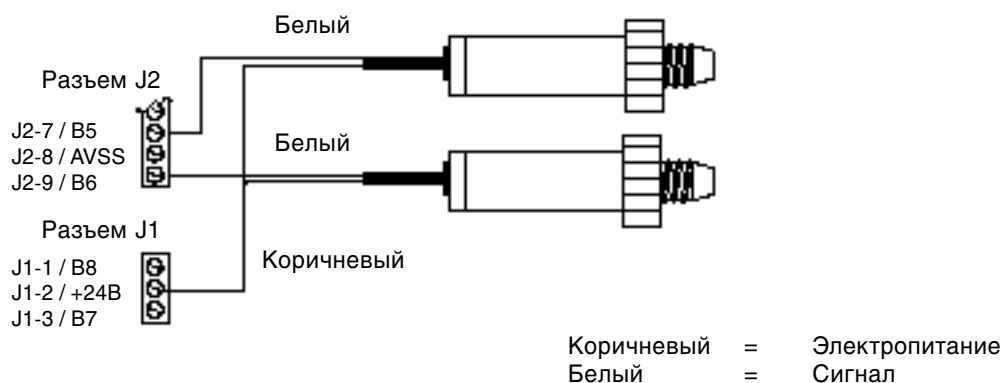 Белый
Разъем J2
J2-7 / B5
J2-8 / AVSS
J2-9 / B6
Белый
Разъем J1
J1-1 / B8
J1-2 / +24В
J1-3 / B7
Коричневый
Коричневый = Электропитание
Белый = Сигнал